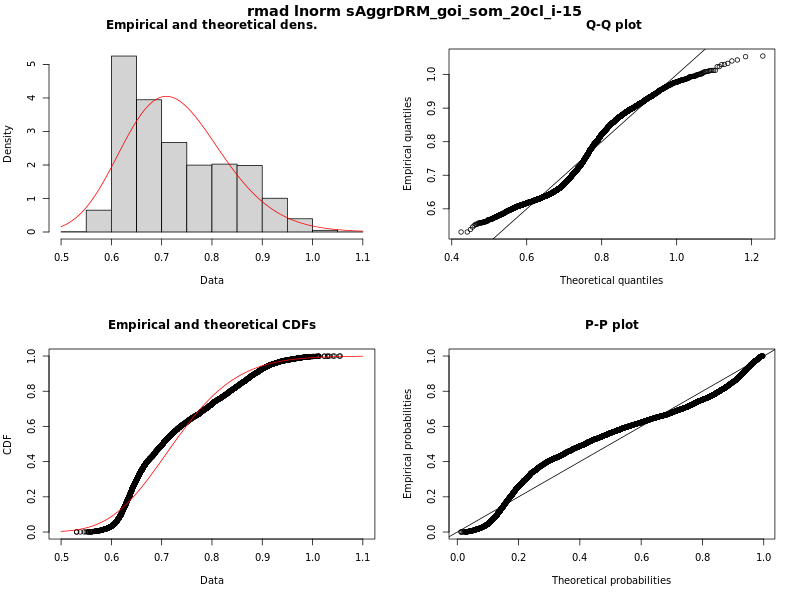 rmad lnorm sAggrDRM_goi_som_20cl_i-15
Empirical and theoretical dens.
Density
0 1 2 3 4 5
0.5 0.6 0.7 0.8 0.9 1.0 1.1
Data
Q-Q plot
Empirical quantiles
0.6 0.7 0.8 0.9 1.0
0.4 0.6 0.8 1.0 1.2
Theoretical quantiles
Empirical and theoretical CDFs
CDF
0.0 0.2 0.4 0.6 0.8 1.0
0.5 0.6 0.7 0.8 0.9 1.0 1.1
Data
P-P plot
Empirical probabilities
0.0 0.2 0.4 0.6 0.8 1.0
0.0 0.2 0.4 0.6 0.8 1.0
Theoretical probabilities